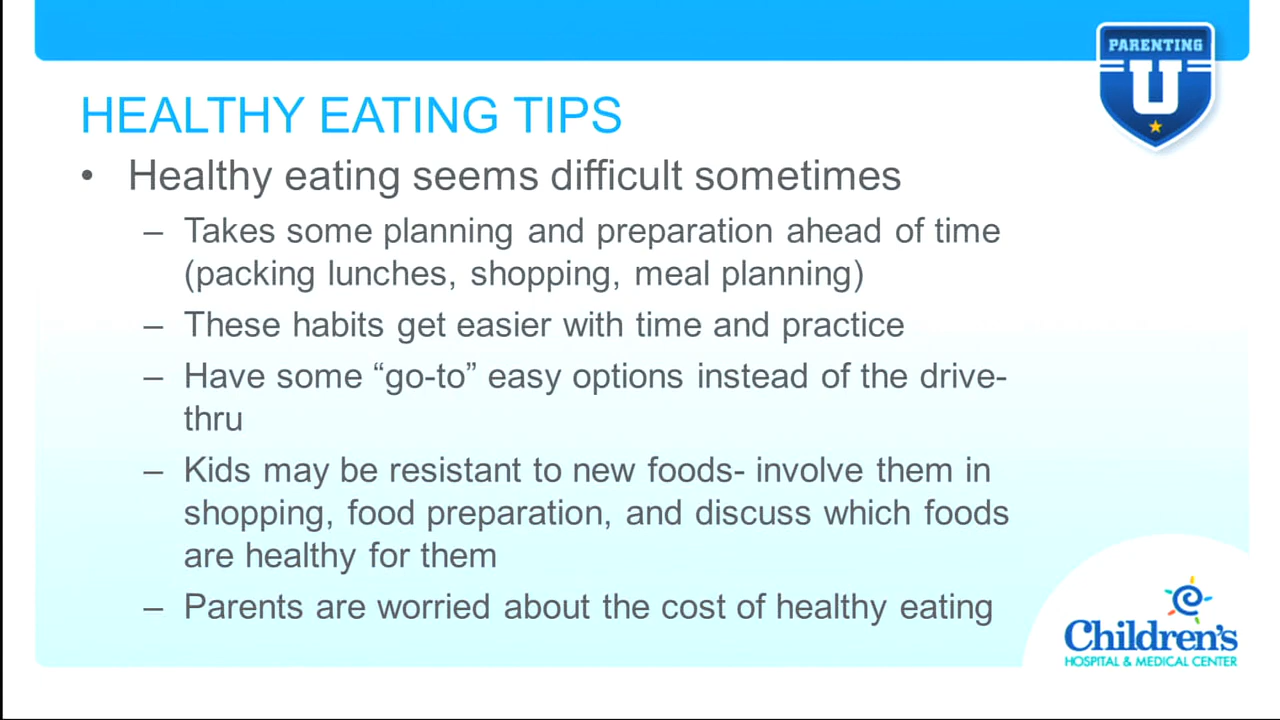 PARENTING
U
HEALTHY EATING TIPS
• Healthy eating seems difficult sometimes
– Takes some planning and preparation ahead of time
(packing lunches, shopping, meal planning)
– These habits get easier with time and practice
– Have some “go-to” easy options instead of the drive-
thru
– Kids may be resistant to new foods- involve them in
shopping, food preparation, and discuss which foods
are healthy for them
– Parents are worried about the cost of healthy eating
Children's
HOSPITAL & MEDICAL CENTER